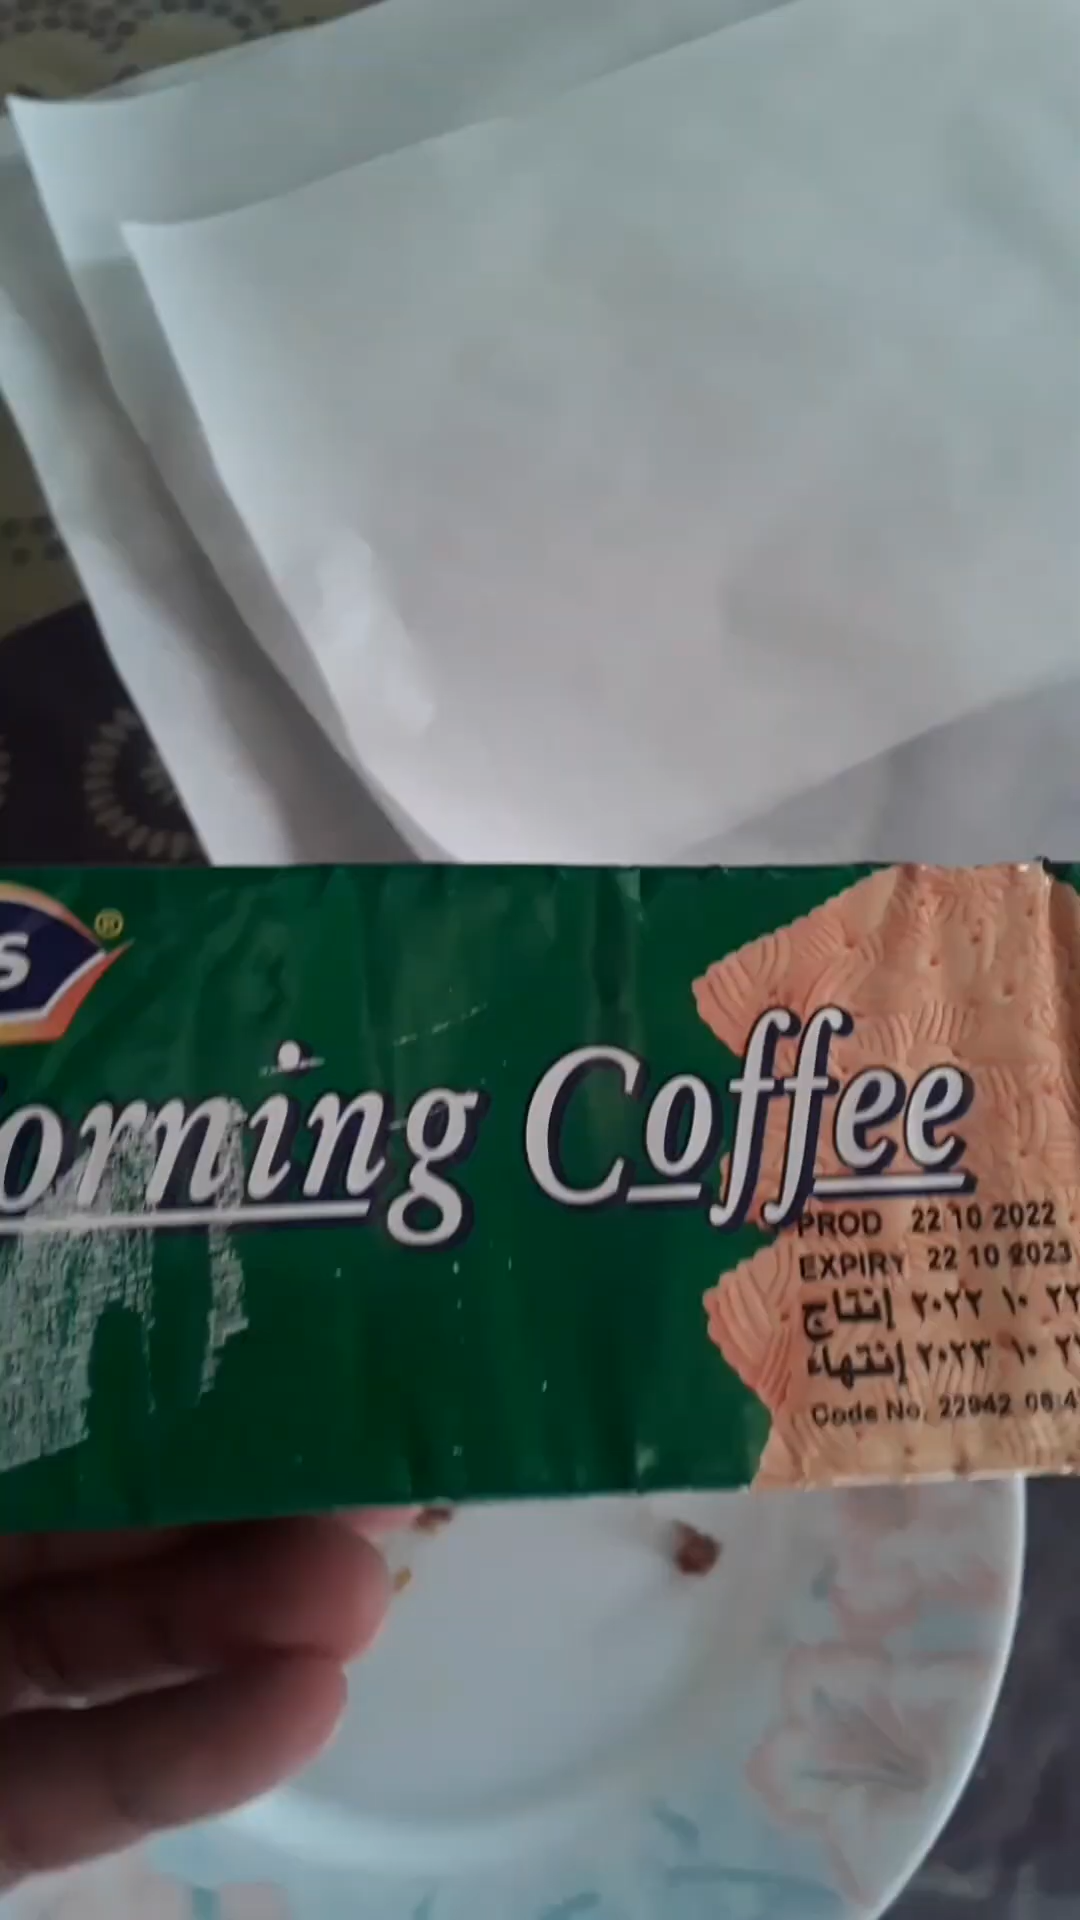 S®
orning Coffee
PROD 22 10 2022
EXPIRY 22 10 2023
إنتاج ٢٠٢٢ ١٠
إنتهاء ٢٠٢٣ ١٠
Code No. 22942